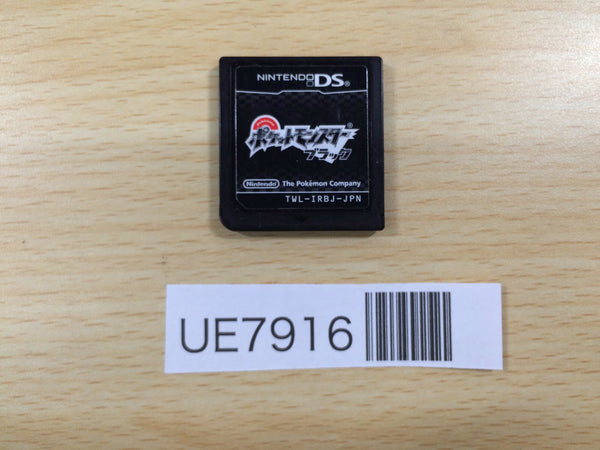 NINTENDO DS®
ポケットモンスター®
ブラック
Nintendo The Pokémon Company
TWL-IRBJ-JPN
UE7916